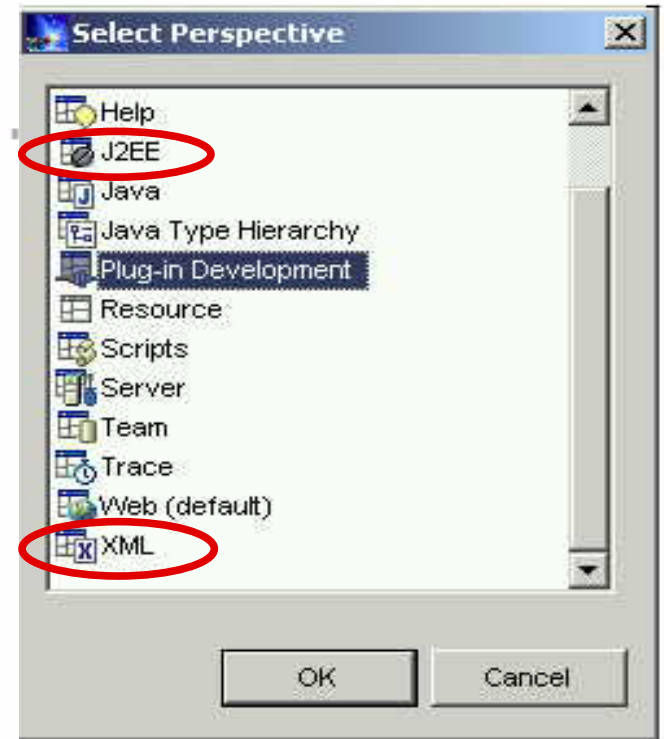 Select Perspective
Help
J2EE
Java
Java Type Hierarchy
Plug-in Development
Resource
Scripts
Server
Team
Trace
Web (default)
XML
OK
Cancel